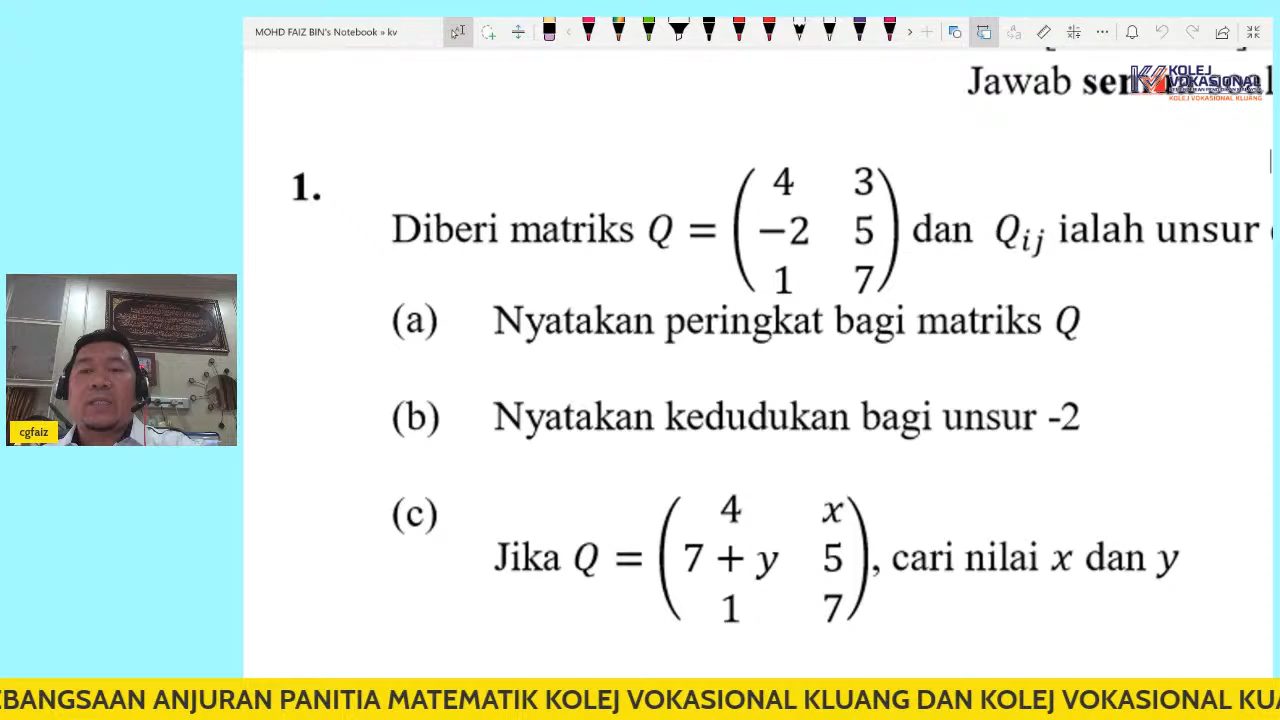 MOHD FAIZ BIN's Notebook » kv
Jawab
KOLEJ
VOKASIONAL
KOLEJ VOKASIONAL KLUANG
1.
Diberi matriks Q = ( 4 3 ; −2 5 ; 1 7 ) dan Q_ij ialah unsur
(a) Nyatakan peringkat bagi matriks Q
(b) Nyatakan kedudukan bagi unsur -2
(c)
Jika Q = ( 4 x ; 7 + y 5 ; 1 7 ), cari nilai x dan y
cgfaiz
EBANGSAAN ANJURAN PANITIA MATEMATIK KOLEJ VOKASIONAL KLUANG DAN KOLEJ VOKASIONAL KUA